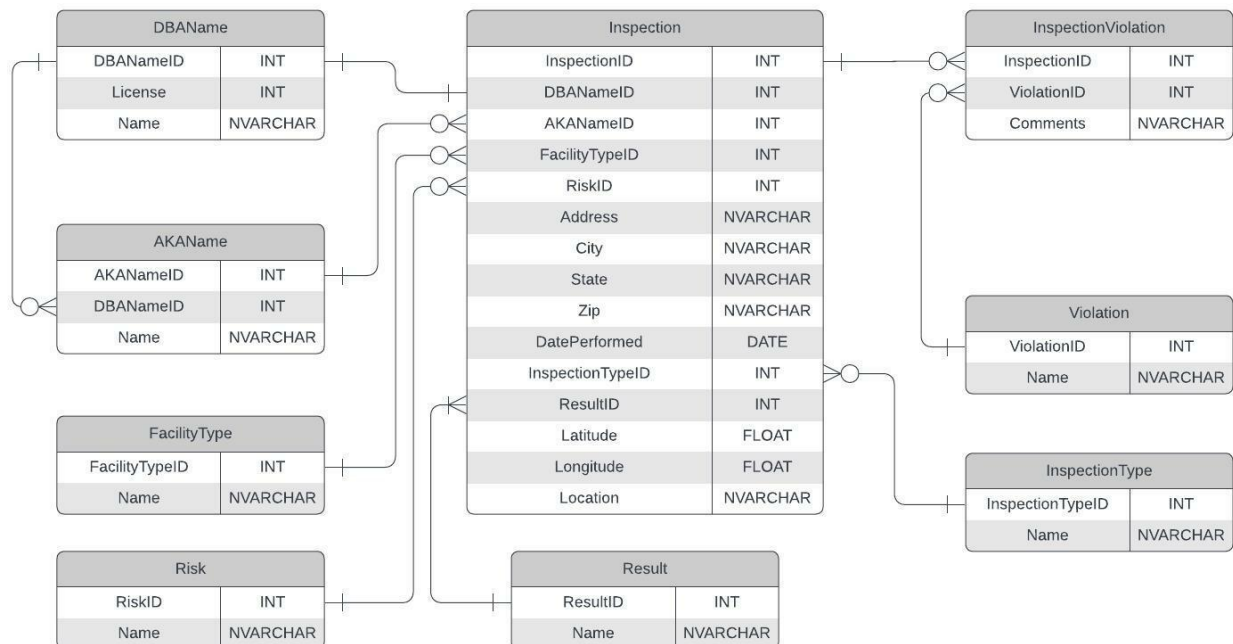 DBAName
DBANameID INT
License INT
Name NVARCHAR
AKAName
AKANameID INT
DBANameID INT
Name NVARCHAR
FacilityType
FacilityTypeID INT
Name NVARCHAR
Risk
RiskID INT
Name NVARCHAR
Inspection
InspectionID INT
DBANameID INT
AKANameID INT
FacilityTypeID INT
RiskID INT
Address NVARCHAR
City NVARCHAR
State NVARCHAR
Zip NVARCHAR
DatePerformed DATE
InspectionTypeID INT
ResultID INT
Latitude FLOAT
Longitude FLOAT
Location NVARCHAR
Result
ResultID INT
Name NVARCHAR
InspectionViolation
InspectionID INT
ViolationID INT
Comments NVARCHAR
Violation
ViolationID INT
Name NVARCHAR
InspectionType
InspectionTypeID INT
Name NVARCHAR